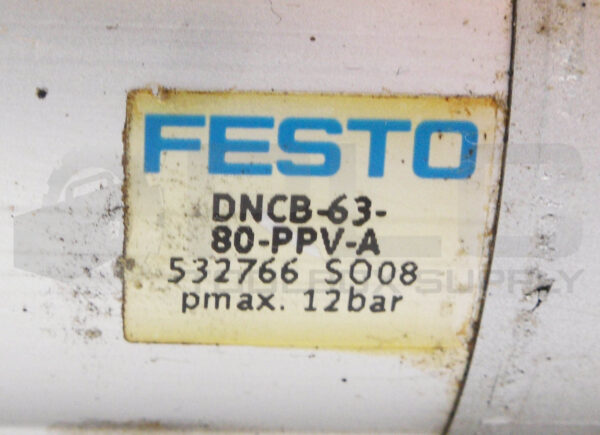 FESTO
DNCB-63-
80-PPV-A
532766 SO08
pmax. 12bar